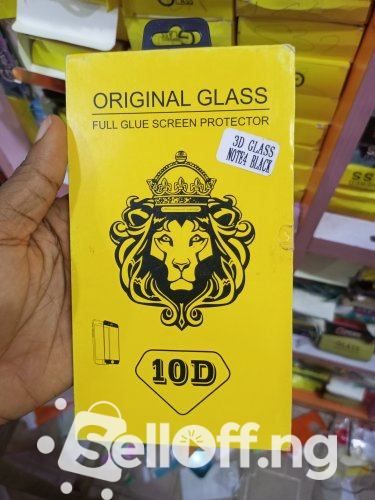 ORIGINAL GLASS
FULL GLUE SCREEN PROTECTOR
3D GLASS
NOTE4 BLACK
10D
SellOff.ng